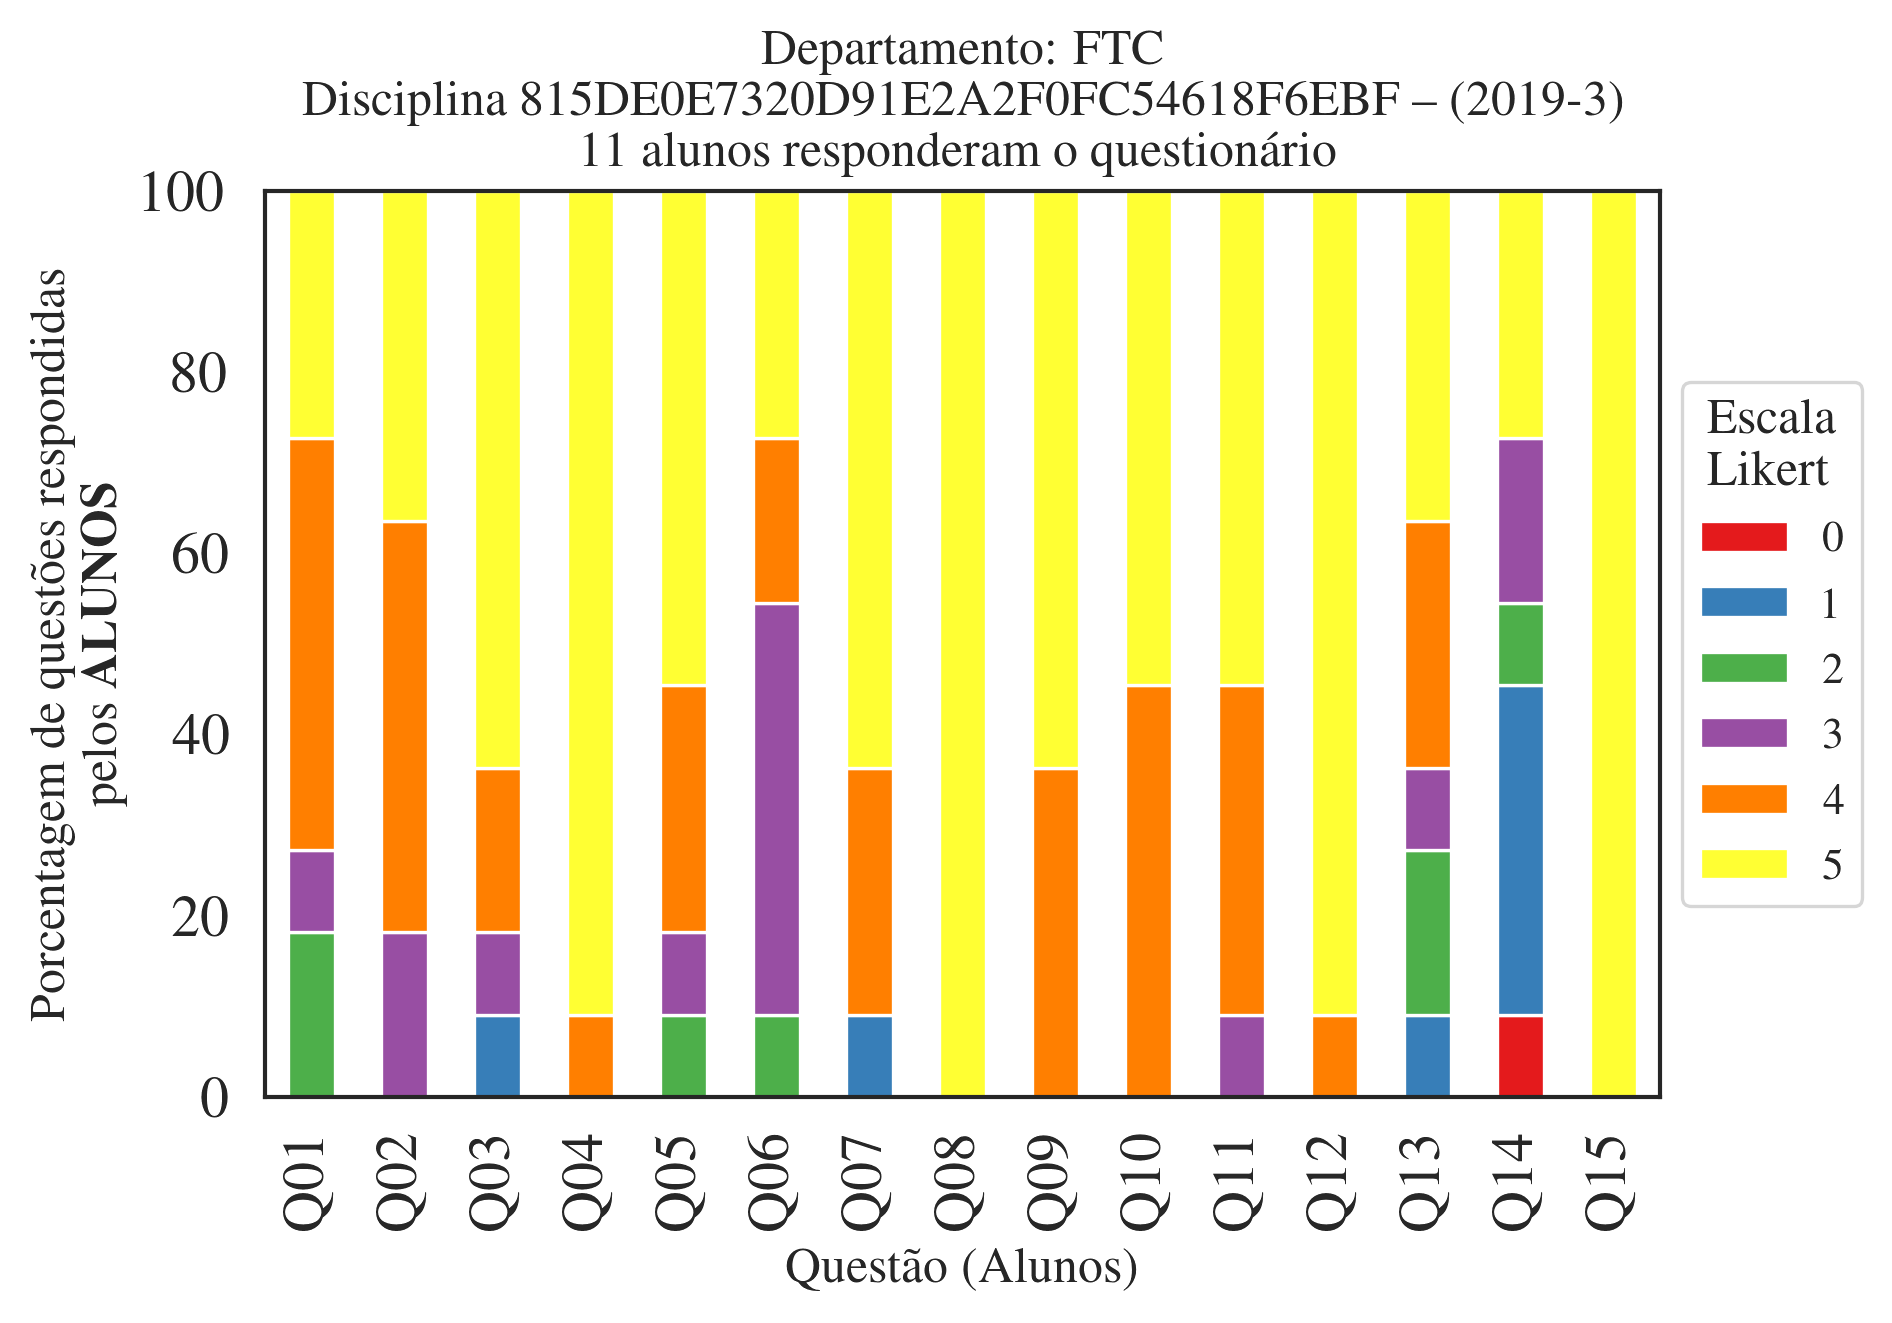 Departamento: FTC
Disciplina 815DE0E7320D91E2A2F0FC54618F6EBF – (2019-3)
11 alunos responderam o questionário
Porcentagem de questões respondidas
pelos ALUNOS
100
80
60
40
20
0
Q01
Q02
Q03
Q04
Q05
Q06
Q07
Q08
Q09
Q10
Q11
Q12
Q13
Q14
Q15
Questão (Alunos)
Escala
Likert
0
1
2
3
4
5